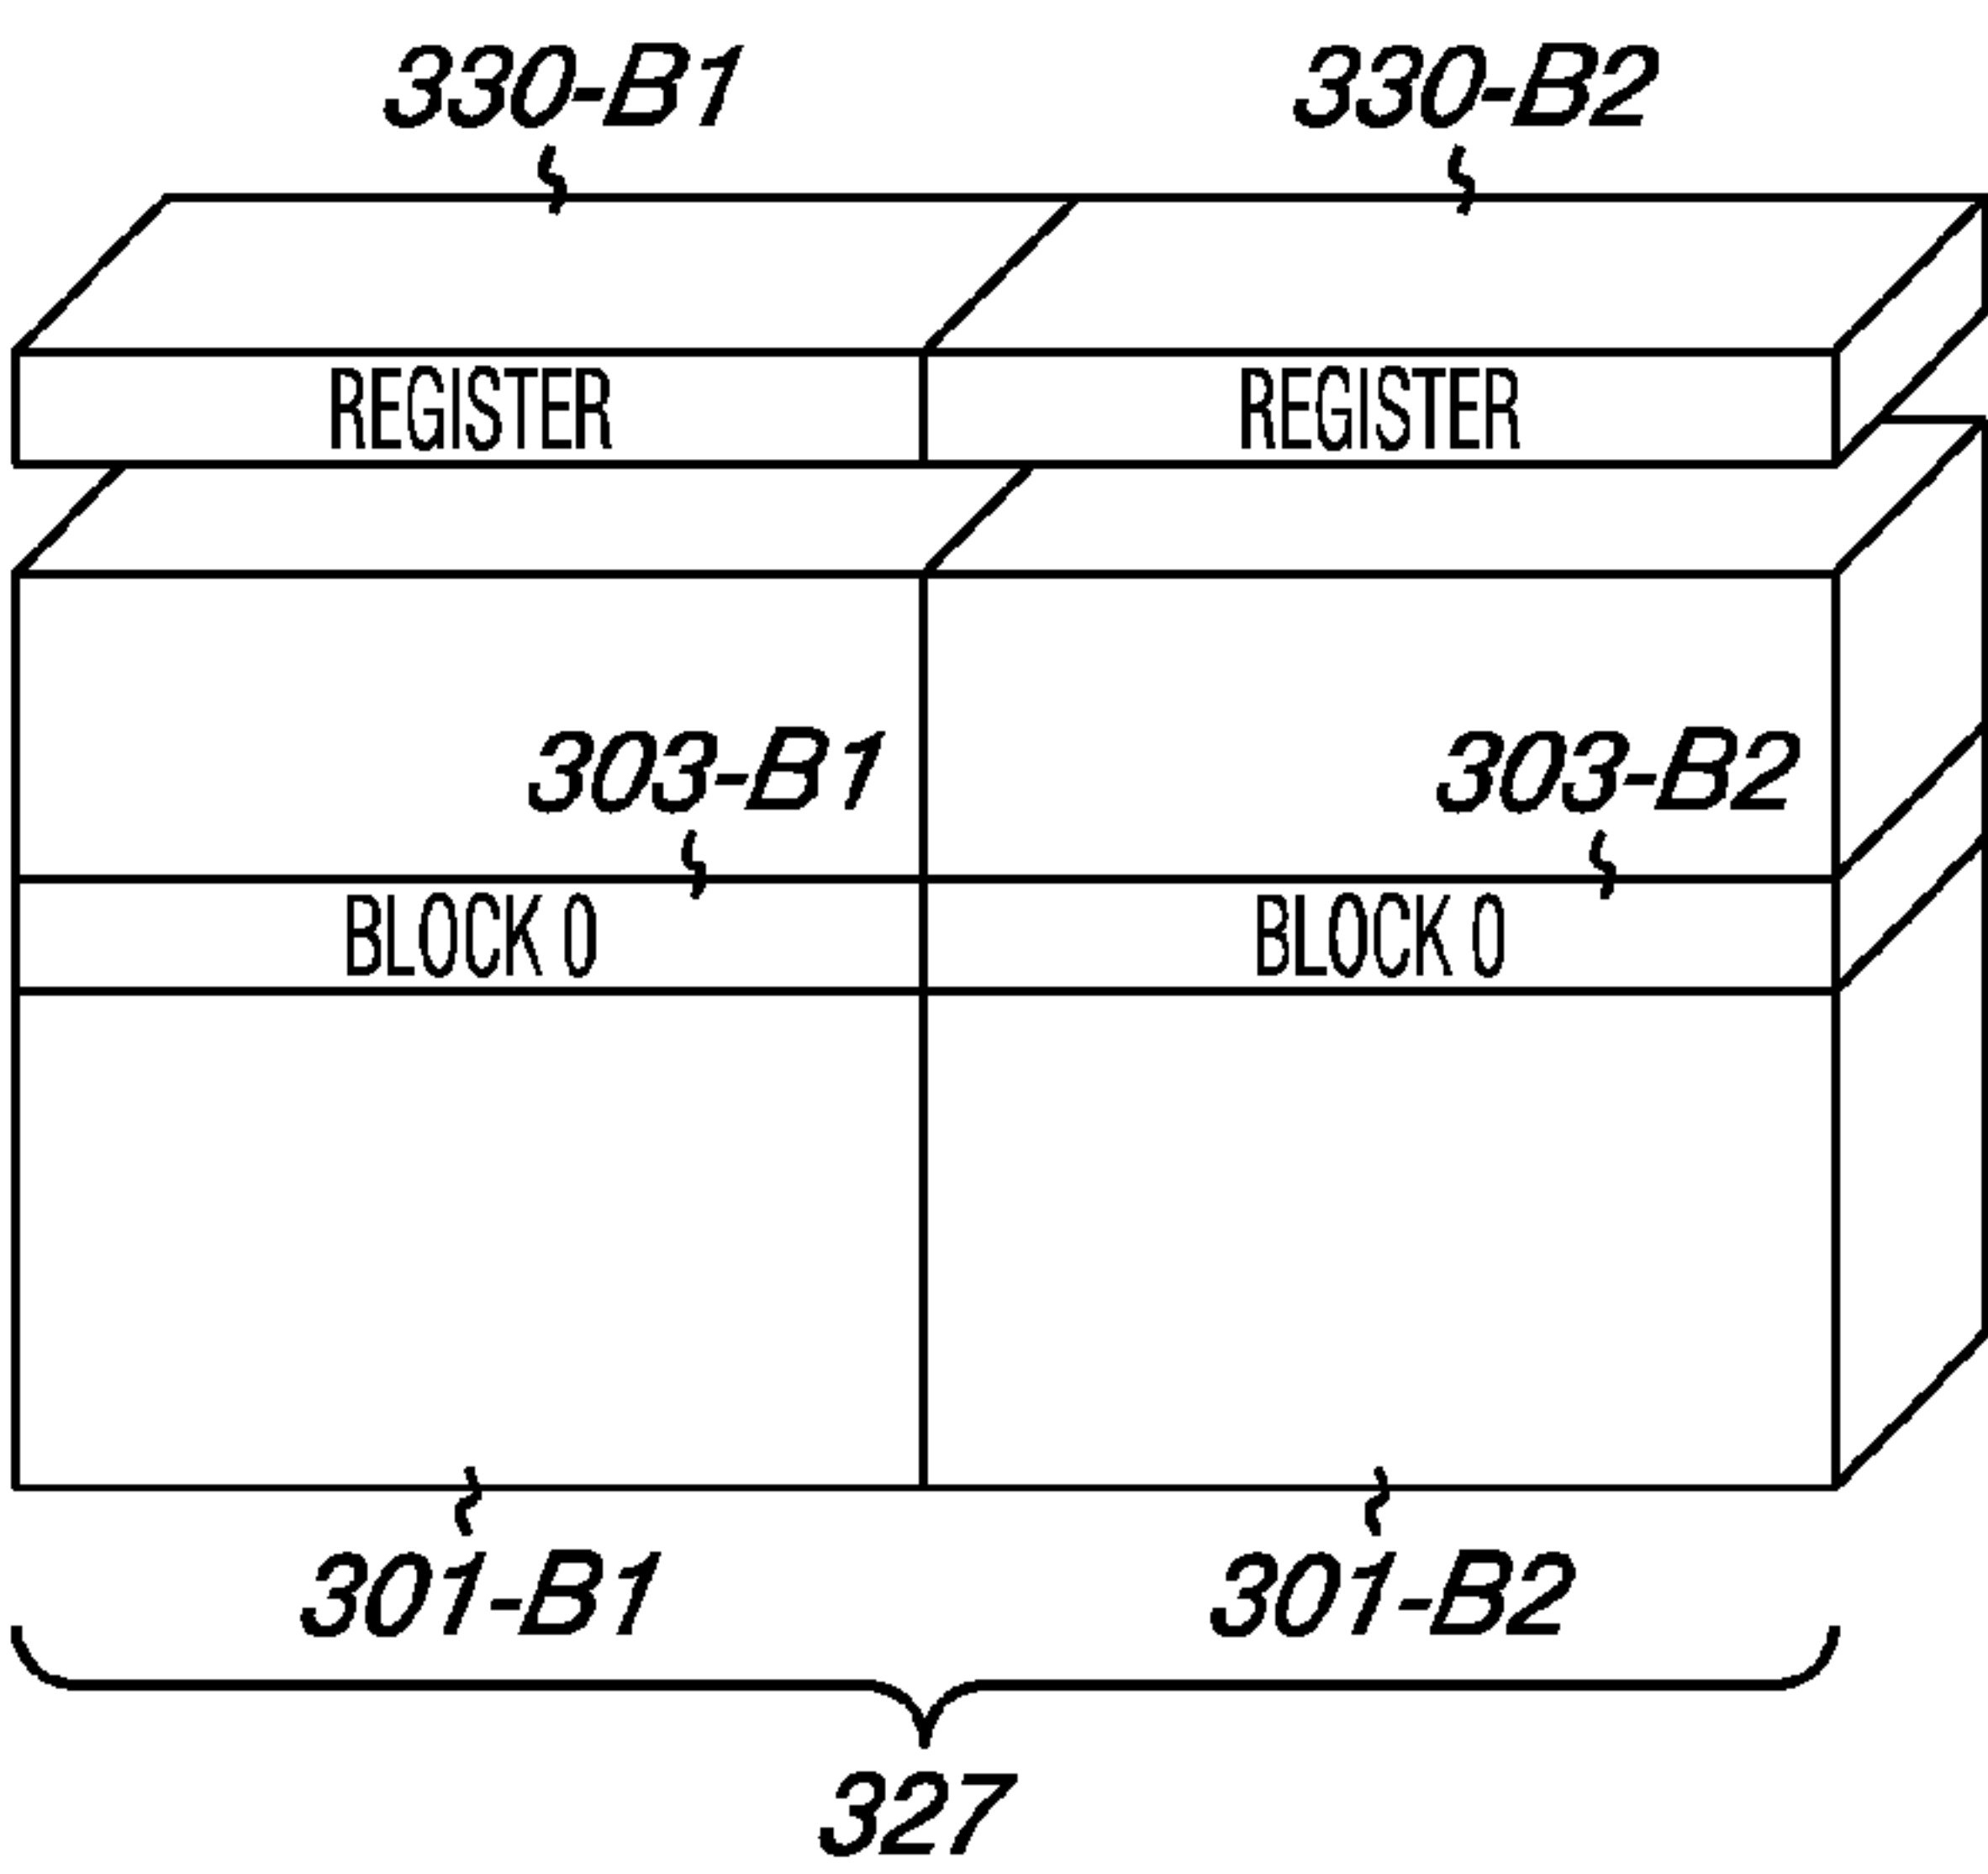 330-B1 330-B2
REGISTER REGISTER
303-B1 303-B2
BLOCK 0 BLOCK 0
301-B1 301-B2
327